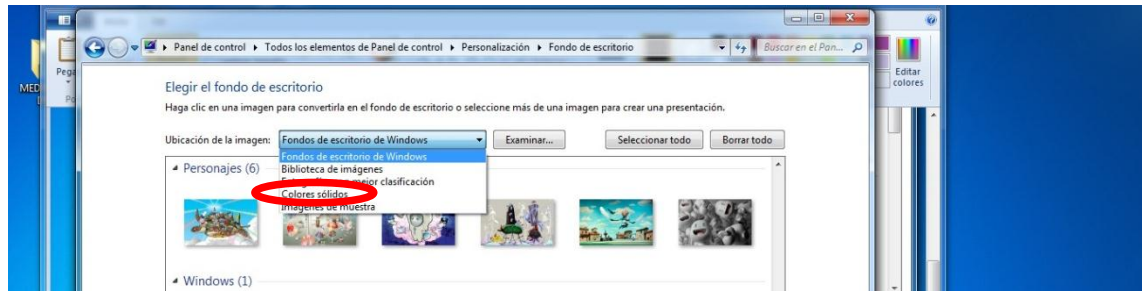 Panel de control ▸ Todos los elementos de Panel de control ▸ Personalización ▸ Fondo de escritorio
Buscar en el Pan...
Pega
Editar
colores
MED
Elegir el fondo de escritorio
Haga clic en una imagen para convertirla en el fondo de escritorio o seleccione más de una imagen para crear una presentación.
Ubicación de la imagen: Fondos de escritorio de Windows Examinar... Seleccionar todo Borrar todo
Fondos de escritorio de Windows
Personajes (6)
Biblioteca de imágenes
mejor clasificación
Colores sólidos
Imágenes de muestra
Windows (1)